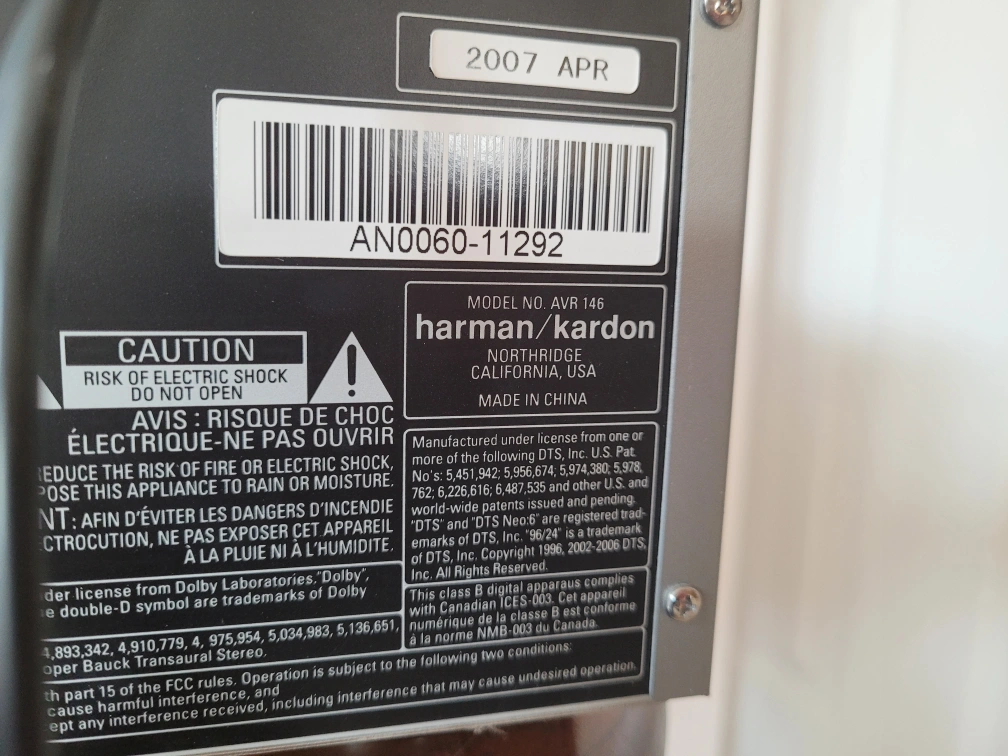 2007 APR
AN0060-11292
MODEL NO. AVR 146
harman/kardon
NORTHRIDGE
CALIFORNIA, USA
MADE IN CHINA
CAUTION
RISK OF ELECTRIC SHOCK
DO NOT OPEN
!
AVIS : RISQUE DE CHOC
ÉLECTRIQUE-NE PAS OUVRIR
EDUCE THE RISK OF FIRE OR ELECTRIC SHOCK,
POSE THIS APPLIANCE TO RAIN OR MOISTURE.
NT : AFIN D'ÉVITER LES DANGERS D'INCENDIE
CTROCUTION, NE PAS EXPOSER CET APPAREIL
À LA PLUIE NI À L'HUMIDITE.
Manufactured under license from one or
more of the following DTS, Inc. U.S. Pat.
No's: 5,451,942; 5,956,674; 5,974,380; 5,978,
762; 6,226,616; 6,487,535 and other U.S. and
world-wide patents issued and pending.
"DTS" and "DTS Neo:6" are registered trad-
emarks of DTS, Inc. "96/24" is a trademark
of DTS, Inc. Copyright 1996, 2002-2006 DTS,
Inc. All Rights Reserved.
der license from Dolby Laboratories."Dolby",
e double-D symbol are trademarks of Dolby
This class B digital apparaus complies
with Canadian ICES-003. Cet appareil
numérique de la classe B est conforme
à la norme NMB-003 du Canada.
4,893,342, 4,910,779, 4, 975,954, 5,034,983, 5,136,651,
oper Bauck Transaural Stereo.
th part 15 of the FCC rules. Operation is subject to the following two conditions:
cause harmful interference, and
ept any interference received, including interference that may cause undesired operation.